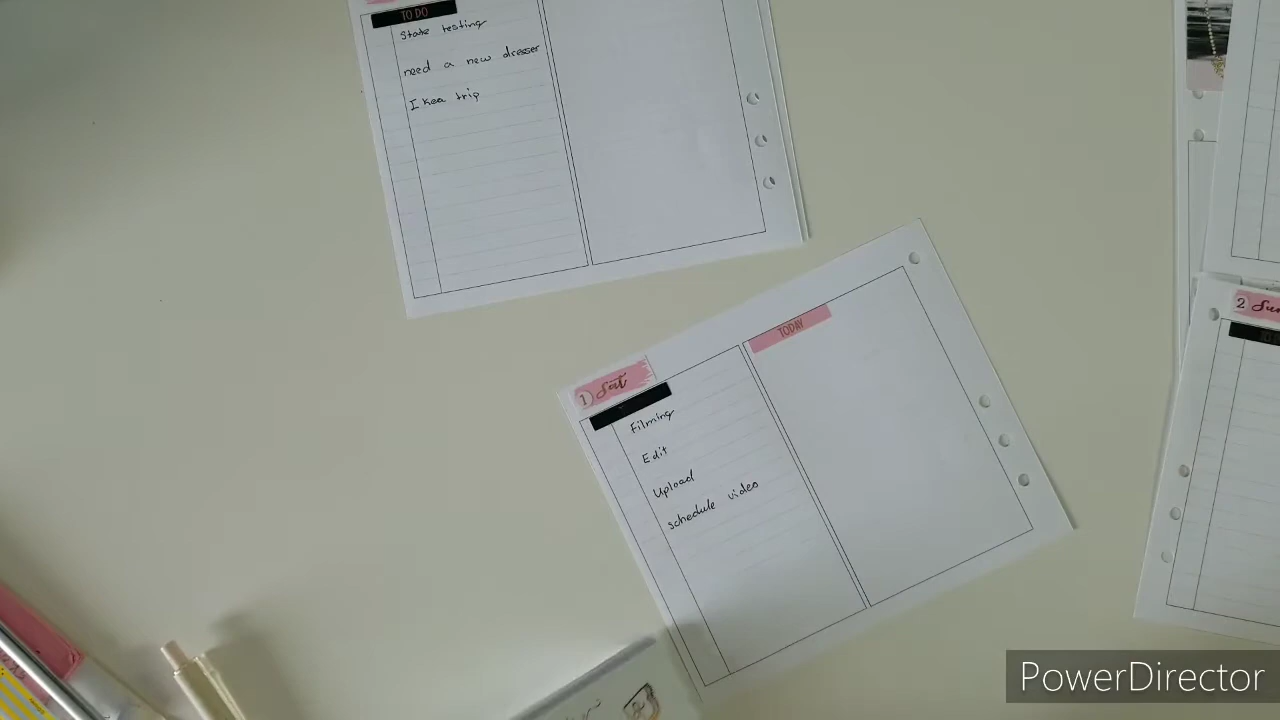 TO DO
State testing
need a new dresser
Ikea trip
1) Sat
TODAY
Filming
Edit
Upload
schedule video
2 Sun
PowerDirector